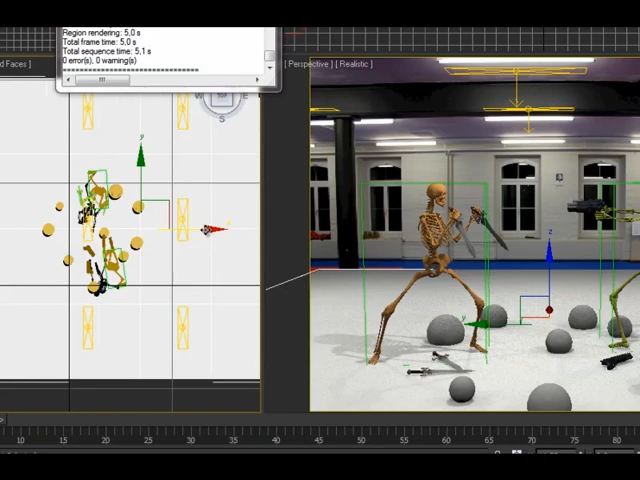 Region rendering: 5,0 s
Total frame time: 5,0 s
Total sequence time: 5,1 s
0 error(s), 0 warning(s)
================================
d Faces ]
[ Perspective ] [ Realistic ]
W TOP E
S
y
z
y
10 15 20 25 30 35 40 45 50 55 60 65 70 75 80